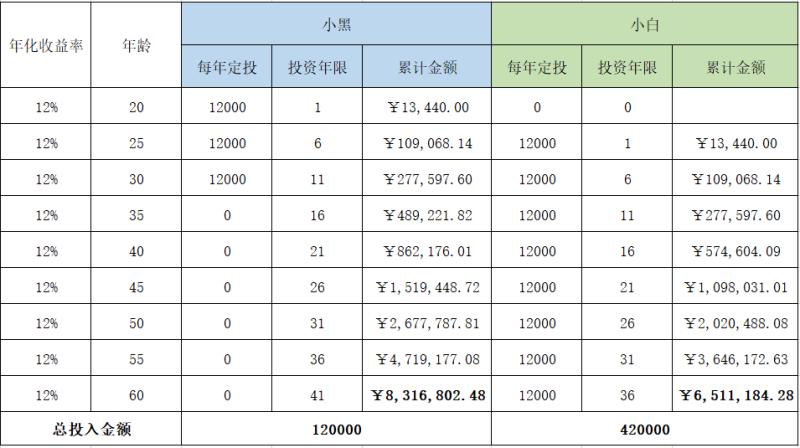 年化收益率 年龄 小黑 小白
每年定投 投资年限 累计金额 每年定投 投资年限 累计金额
12% 20 12000 1 ¥13,440.00 0 0
12% 25 12000 6 ¥109,068.14 12000 1 ¥13,440.00
12% 30 12000 11 ¥277,597.60 12000 6 ¥109,068.14
12% 35 0 16 ¥489,221.82 12000 11 ¥277,597.60
12% 40 0 21 ¥862,176.01 12000 16 ¥574,604.09
12% 45 0 26 ¥1,519,448.72 12000 21 ¥1,098,031.01
12% 50 0 31 ¥2,677,787.81 12000 26 ¥2,020,488.08
12% 55 0 36 ¥4,719,177.08 12000 31 ¥3,646,172.63
12% 60 0 41 ¥8,316,802.48 12000 36 ¥6,511,184.28
总投入金额 120000 420000